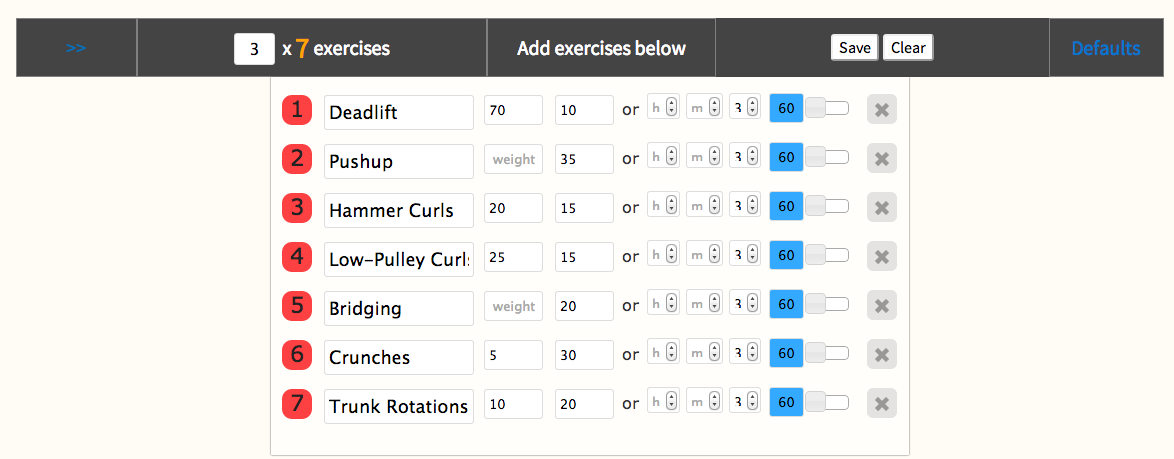 >> 3 x 7 exercises Add exercises below Save Clear Defaults
1 Deadlift 70 10 or h m 3 60
2 Pushup weight 35 or h m 3 60
3 Hammer Curls 20 15 or h m 3 60
4 Low-Pulley Curls 25 15 or h m 3 60
5 Bridging weight 20 or h m 3 60
6 Crunches 5 30 or h m 3 60
7 Trunk Rotations 10 20 or h m 3 60